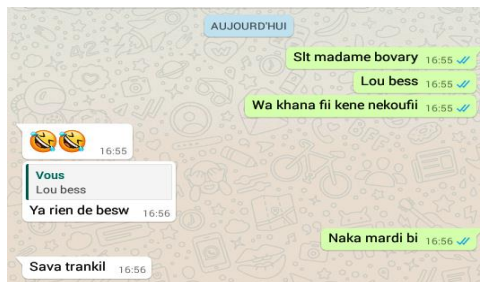 AUJOURD'HUI
Slt madame bovary 16:55
Lou bess 16:55
Wa khana fii kene nekoufii 16:55
🤣🤣 16:55
Vous
Lou bess
Ya rien de besw 16:56
Naka mardi bi 16:56
Sava trankil 16:56